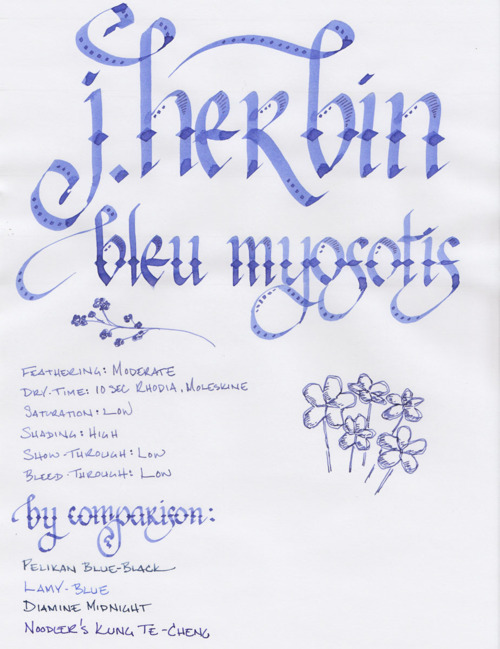 j. herbin
bleu myosotis
Feathering: Moderate
Dry-Time: 10 sec Rhodia, Moleskine
Saturation: Low
Shading: High
Show-Through: Low
Bleed-Through: Low
by comparison:
Pelikan Blue-Black
Lamy-Blue
Diamine Midnight
Noodler's Kung Te-Cheng